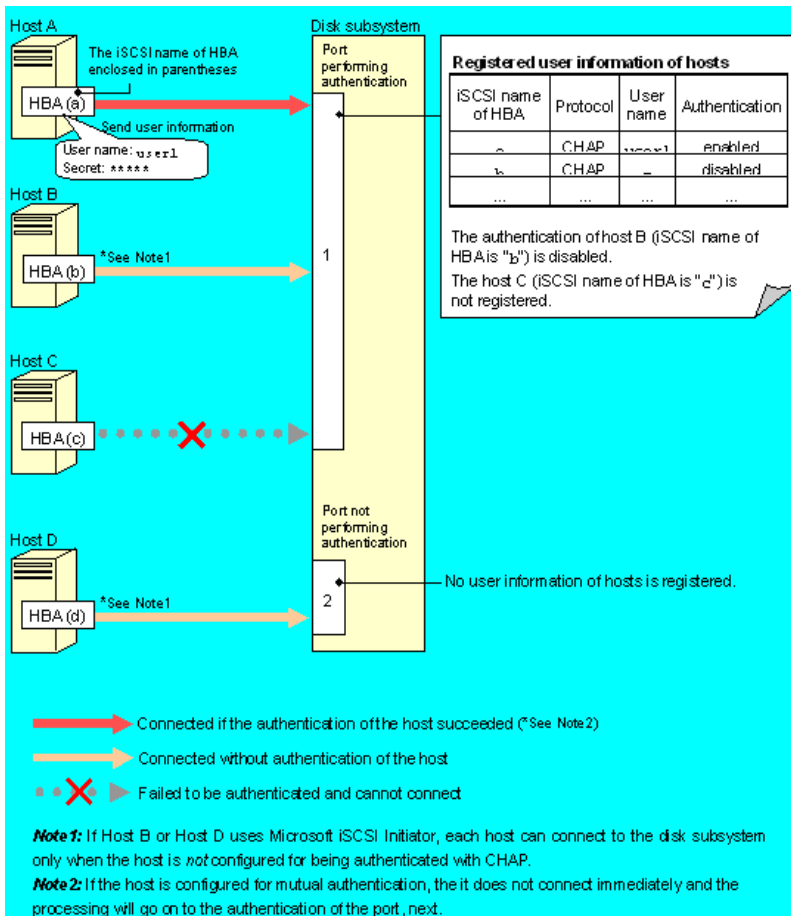 Host A
Disk subsystem
The iSCSI name of HBA
enclosed in parentheses
Port
performing
authentication
HBA (a)
Send user information
User name: user1
Secret: *****
Registered user information of hosts
iSCSI name of HBA Protocol User name Authentication
CHAP user1 enabled
CHAP – disabled
... ... ... ...
The authentication of host B (iSCSI name of
HBA is "b") is disabled.
The host C (iSCSI name of HBA is "c") is
not registered.
Host B
*See Note1
HBA (b)
1
Host C
HBA (c)
Port not
performing
authentication
Host D
*See Note1
HBA (d)
2
No user information of hosts is registered.
Connected if the authentication of the host succeeded (*See Note2)
Connected without authentication of the host
Failed to be authenticated and cannot connect
Note1: If Host B or Host D uses Microsoft iSCSI Initiator, each host can connect to the disk subsystem
only when the host is not configured for being authenticated with CHAP.
Note2: If the host is configured for mutual authentication, the it does not connect immediately and the
processing will go on to the authentication of the port, next.